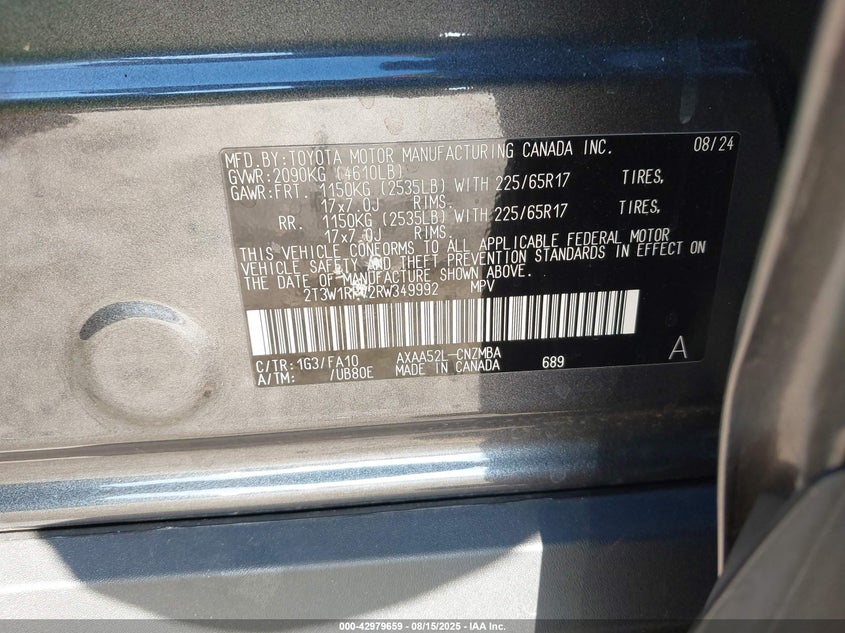 MFD.BY:TOYOTA MOTOR MANUFACTURING CANADA INC. 08/24
GVWR:2090KG (4610LB)
GAWR:FRT. 1150KG (2535LB) WITH 225/65R17 TIRES,
17x7.0J RIMS.
RR. 1150KG (2535LB) WITH 225/65R17 TIRES,
17x7.0J RIMS.
THIS VEHICLE CONFORMS TO ALL APPLICABLE FEDERAL MOTOR
VEHICLE SAFETY AND THEFT PREVENTION STANDARDS IN EFFECT ON
THE DATE OF MANUFACTURE SHOWN ABOVE.
MPV
C/TR:1G3/FA10 AXAA52L-CNZMBA
A/TM: /UB80E MADE IN CANADA 689
A
000-42979659 - 08/15/2025 - IAA Inc.